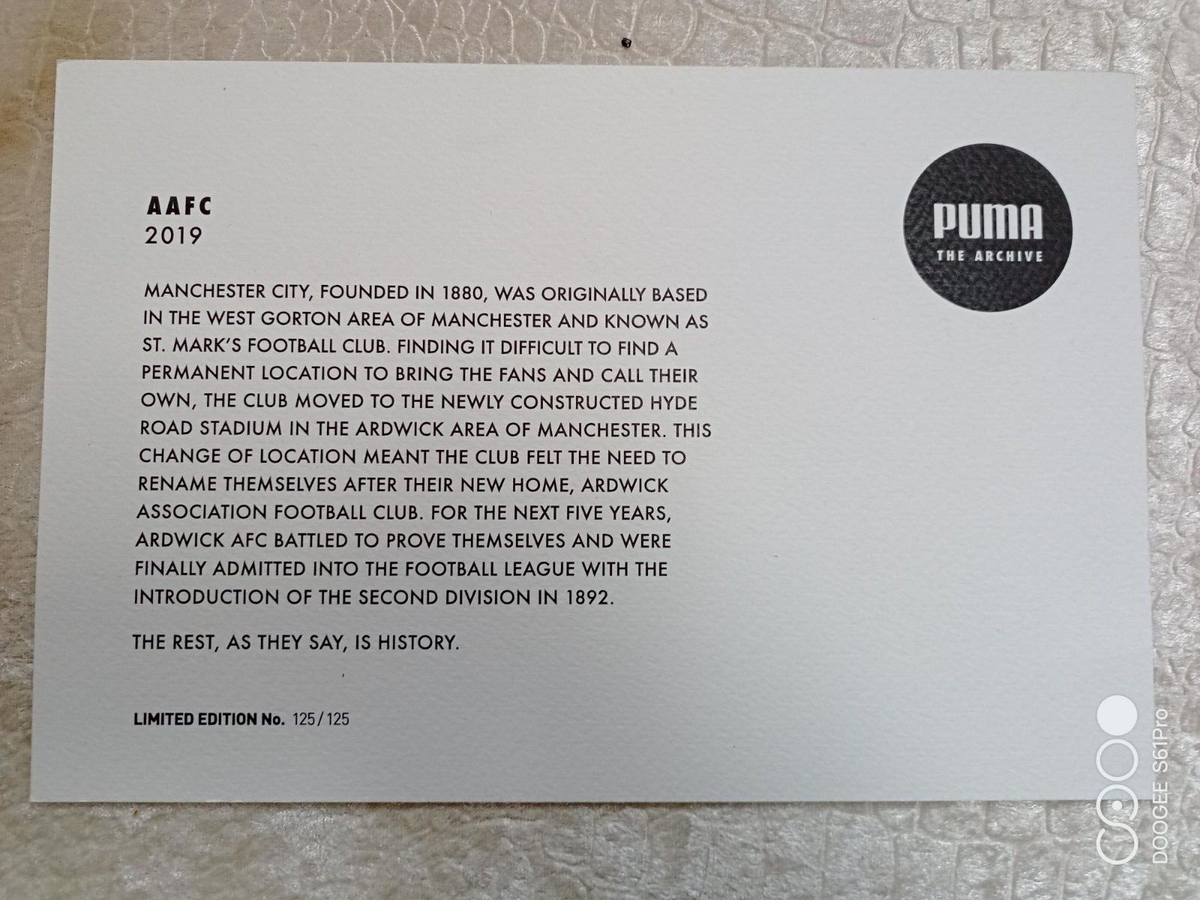 AAFC
2019
PUMA
THE ARCHIVE
MANCHESTER CITY, FOUNDED IN 1880, WAS ORIGINALLY BASED
IN THE WEST GORTON AREA OF MANCHESTER AND KNOWN AS
ST. MARK'S FOOTBALL CLUB. FINDING IT DIFFICULT TO FIND A
PERMANENT LOCATION TO BRING THE FANS AND CALL THEIR
OWN, THE CLUB MOVED TO THE NEWLY CONSTRUCTED HYDE
ROAD STADIUM IN THE ARDWICK AREA OF MANCHESTER. THIS
CHANGE OF LOCATION MEANT THE CLUB FELT THE NEED TO
RENAME THEMSELVES AFTER THEIR NEW HOME, ARDWICK
ASSOCIATION FOOTBALL CLUB. FOR THE NEXT FIVE YEARS,
ARDWICK AFC BATTLED TO PROVE THEMSELVES AND WERE
FINALLY ADMITTED INTO THE FOOTBALL LEAGUE WITH THE
INTRODUCTION OF THE SECOND DIVISION IN 1892.
THE REST, AS THEY SAY, IS HISTORY.
LIMITED EDITION No. 125/125
DOOGEE S61Pro